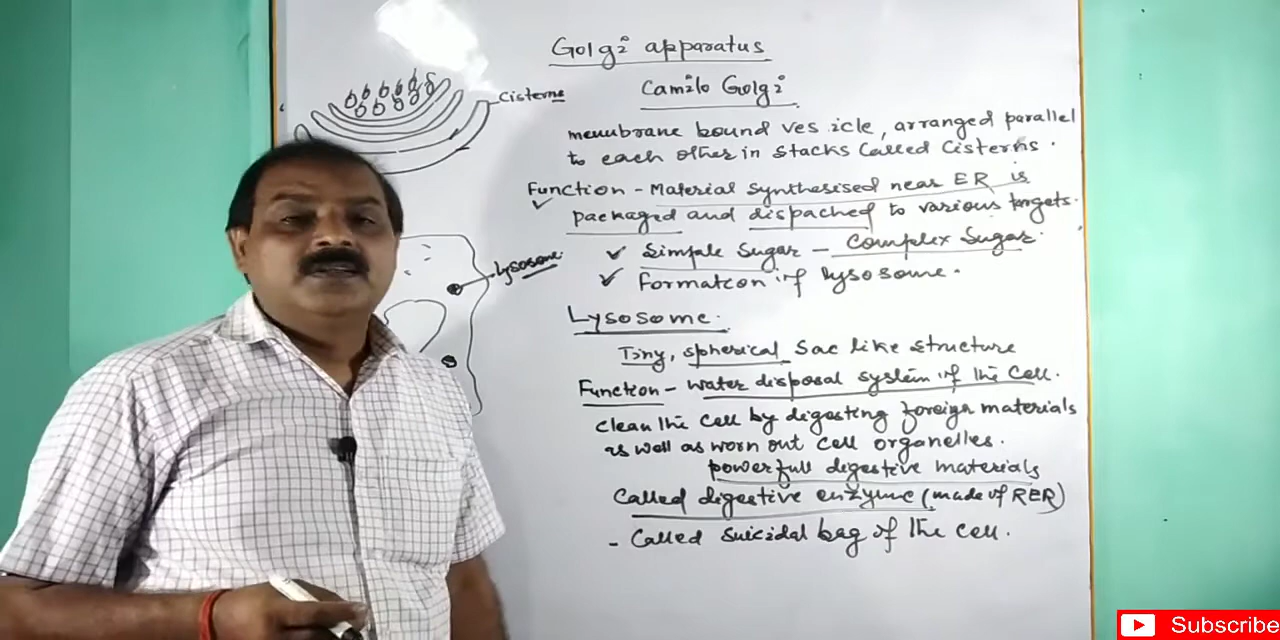 Golgi apparatus
Camilo Golgi
Cisterns
membrane bound vesicle, arranged parallel
to each other in stacks called Cisterns.
Function - Material synthesised near ER is
packaged and dispached to various targets.
Simple Sugar - Complex Sugar.
Formation of lysosome.
Lysosome.
Lysosome.
Tiny, spherical Sac like structure
Function - water disposal system of the Cell.
clean the cell by digesting foreign materials
as well as worn out cell organelles.
powerfull digestive materials
Called digestive enzyme (made of RER)
- Called suicidal bag of the cell.
Subscribe